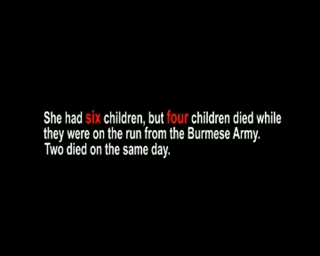 She had six children, but four children died while
they were on the run from the Burmese Army.
Two died on the same day.